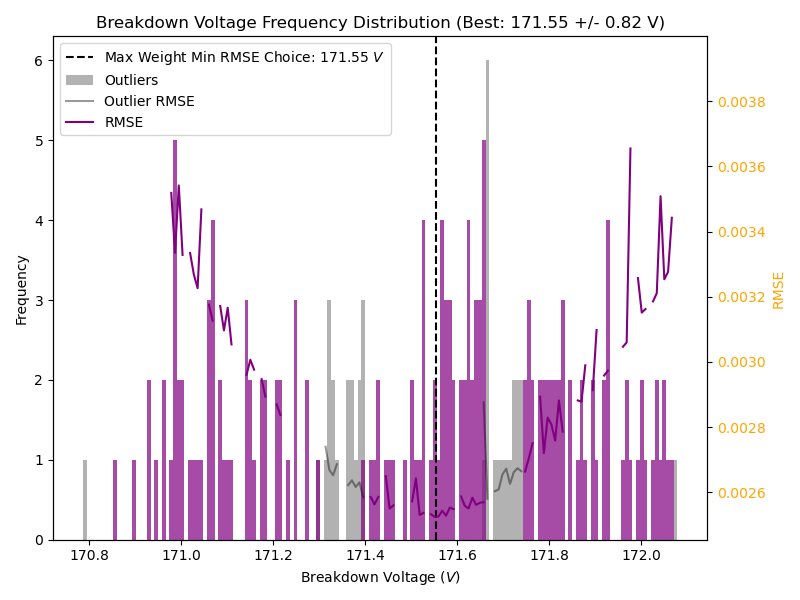 Breakdown Voltage Frequency Distribution (Best: 171.55 +/- 0.82 V)
Max Weight Min RMSE Choice: 171.55 V
Outliers
Outlier RMSE
RMSE
6
5
4
3
2
1
0
Frequency
0.0038
0.0036
0.0034
0.0032
0.0030
0.0028
0.0026
RMSE
170.8 171.0 171.2 171.4 171.6 171.8 172.0
Breakdown Voltage (V)